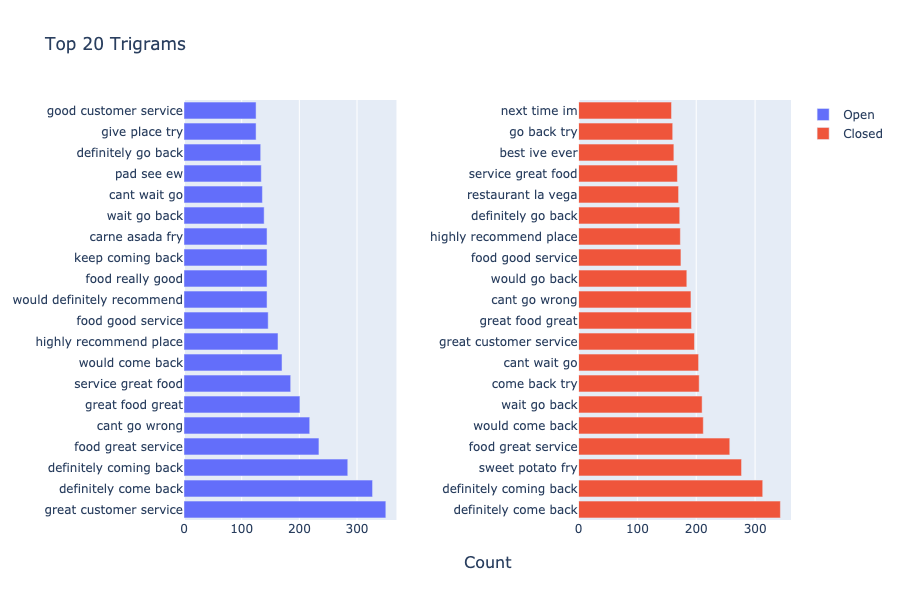 Top 20 Trigrams
good customer service
give place try
definitely go back
pad see ew
cant wait go
wait go back
carne asada fry
keep coming back
food really good
would definitely recommend
food good service
highly recommend place
would come back
service great food
great food great
cant go wrong
food great service
definitely coming back
definitely come back
great customer service
0 100 200 300
next time im
go back try
best ive ever
service great food
restaurant la vega
definitely go back
highly recommend place
food good service
would go back
cant go wrong
great food great
great customer service
cant wait go
come back try
wait go back
would come back
food great service
sweet potato fry
definitely coming back
definitely come back
0 100 200 300
Open
Closed
Count